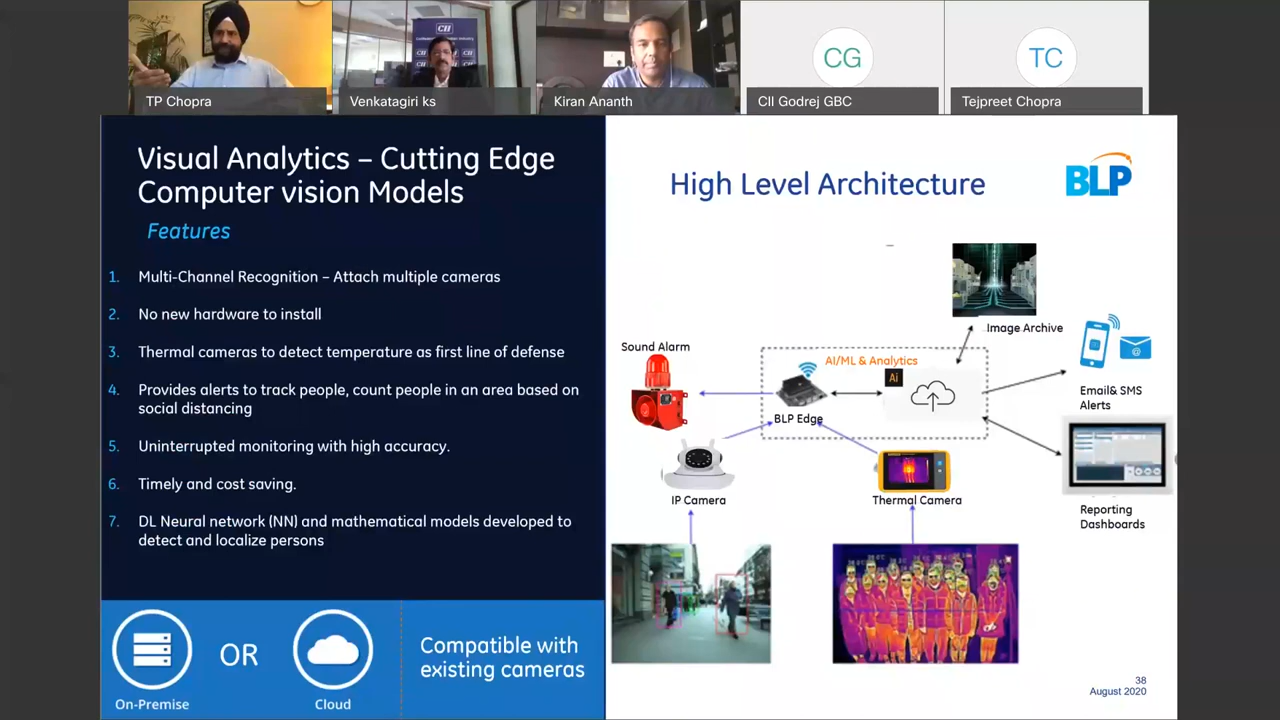 TP Chopra
Venkatagiri ks
Kiran Ananth
CG
CII Godrej GBC
TC
Tejpreet Chopra
CII
Visual Analytics – Cutting Edge
Computer vision Models
Features
1. Multi-Channel Recognition – Attach multiple cameras
2. No new hardware to install
3. Thermal cameras to detect temperature as first line of defense
4. Provides alerts to track people, count people in an area based on
social distancing
5. Uninterrupted monitoring with high accuracy.
6. Timely and cost saving.
7. DL Neural network (NN) and mathematical models developed to
detect and localize persons
On-Premise
OR
Cloud
Compatible with
existing cameras
High Level Architecture
BLP
Image Archive
Sound Alarm
AI/ML & Analytics
Ai
BLP Edge
Email& SMS
Alerts
IP Camera
Thermal Camera
Reporting
Dashboards
38
August 2020